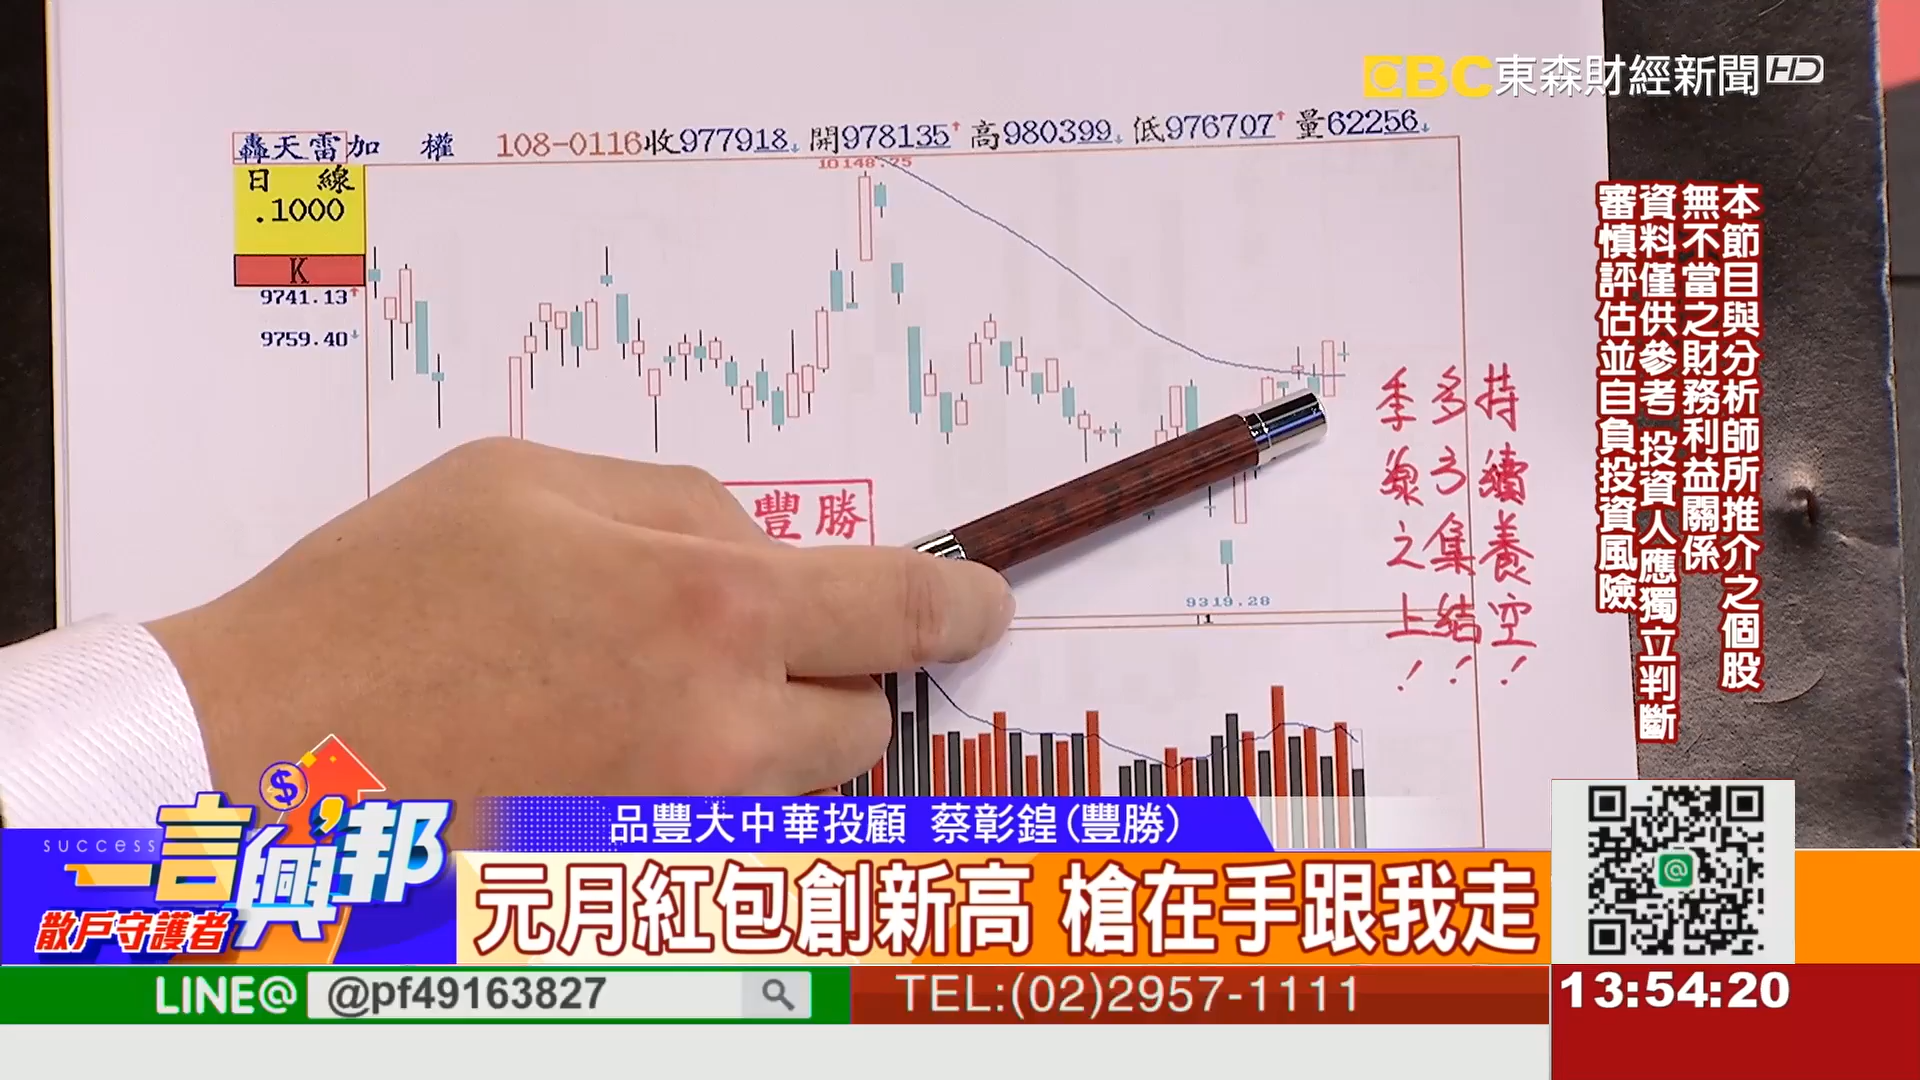 EBC東森財經新聞HD
轟天雷加 權 108-0116收977918↓開978135↑高980399↓低976707↑量62256↓
10148.75
日 線
.1000
K
9741.13↑
9759.40↓
豐勝
9319.28
1
持續養空!
多方集結!
季線之上!
本節目與分析師所推介之個股
無不當之財務利益關係
資料僅供參考 投資人應獨立判斷
審慎評估並自負投資風險
success
$
一言興邦
散戶守護者
品豐大中華投顧 蔡彰鍠(豐勝)
元月紅包創新高 槍在手跟我走
LINE@ @pf49163827
TEL:(02)2957-1111
@
13:54:20